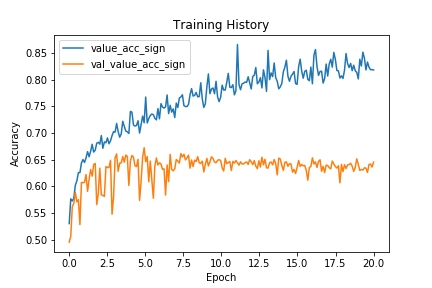 Training History
value_acc_sign
val_value_acc_sign
Accuracy
0.85
0.80
0.75
0.70
0.65
0.60
0.55
0.50
0.0 2.5 5.0 7.5 10.0 12.5 15.0 17.5 20.0
Epoch